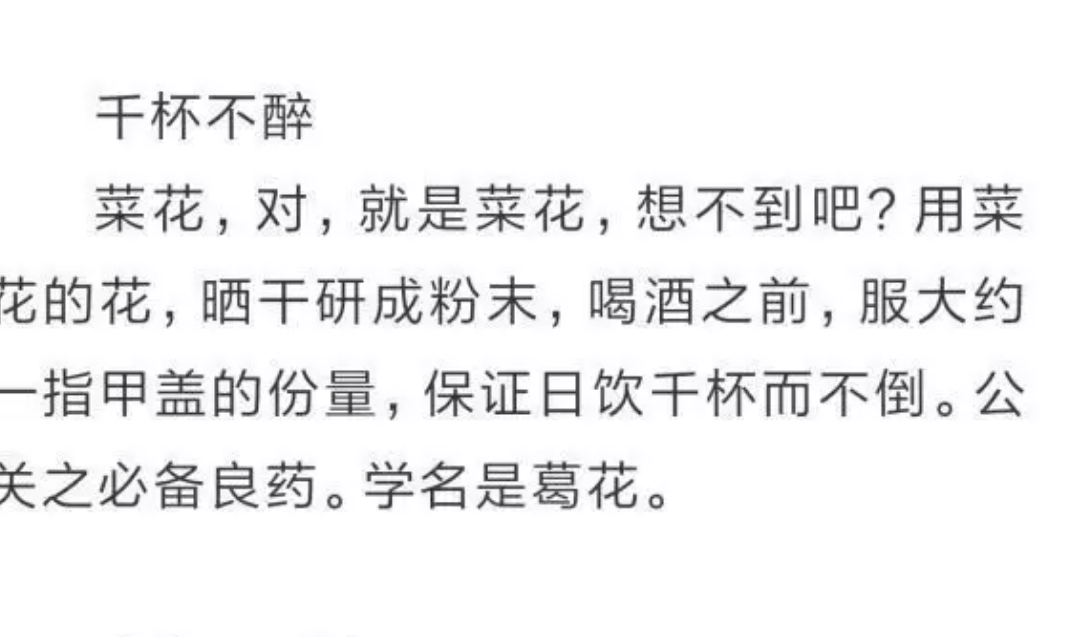 千杯不醉
菜花，对，就是菜花，想不到吧？用菜
花的花，晒干研成粉末，喝酒之前，服大约
一指甲盖的份量，保证日饮千杯而不倒。公
关之必备良药。学名是葛花。